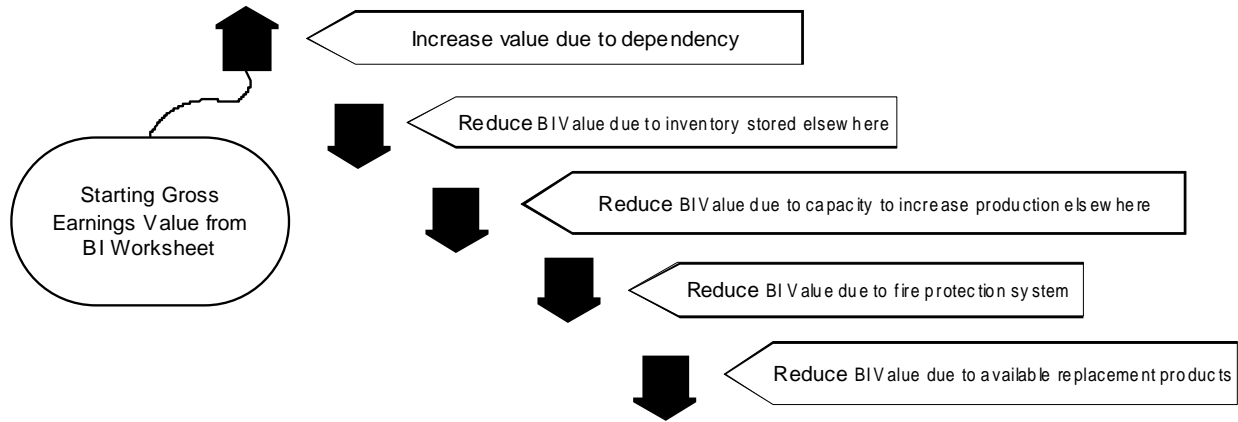 Increase value due to dependency
Reduce BI Value due to inventory stored elsewhere
Starting Gross
Earnings Value from
BI Worksheet
Reduce BI Value due to capacity to increase production elsewhere
Reduce BI Value due to fire protection system
Reduce BI Value due to available replacement products